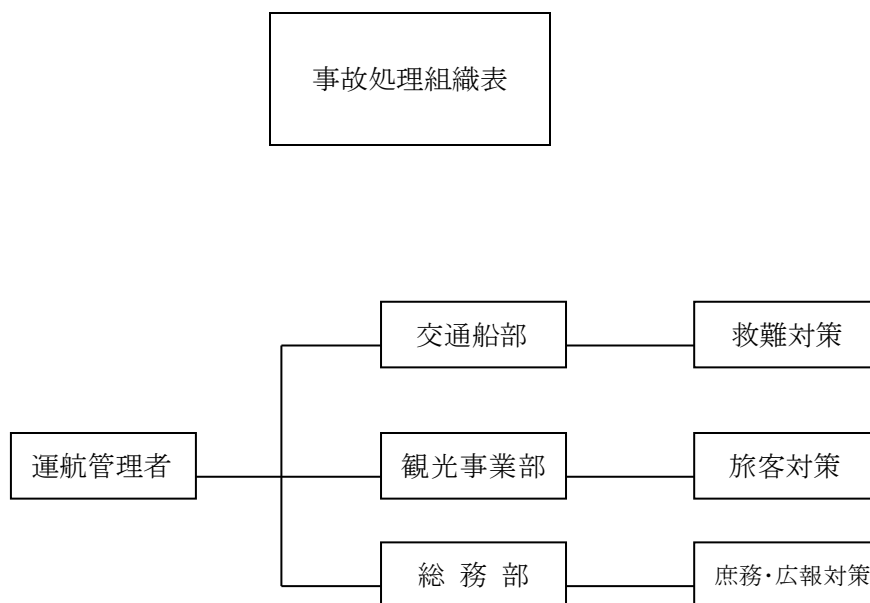 事故処理組織表
交通船部
救難対策
運航管理者
観光事業部
旅客対策
総 務 部
庶務・広報対策